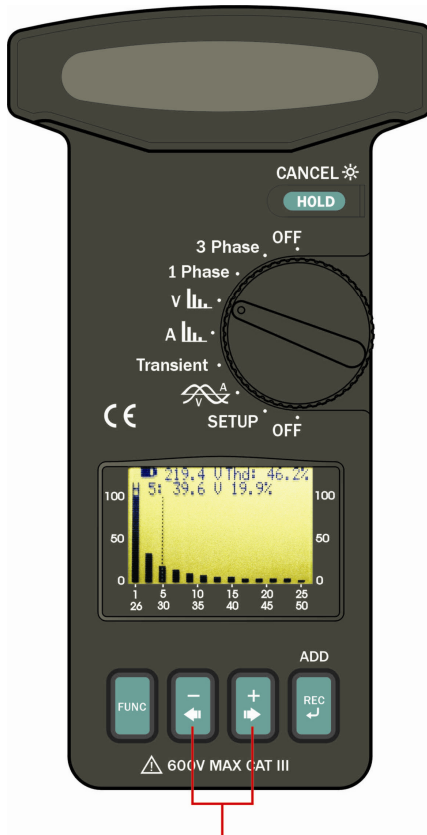 CANCEL
HOLD
OFF
3 Phase
1 Phase
V
A
Transient
A
V
SETUP
OFF
CE
219.4 V Thd: 46.2%
H 5: 39.6 V 19.9%
100
100
50
50
0
0
1 5 10 15 20 25
26 30 35 40 45 50
ADD
FUNC
−
+
REC
⚠ 600V MAX CAT III